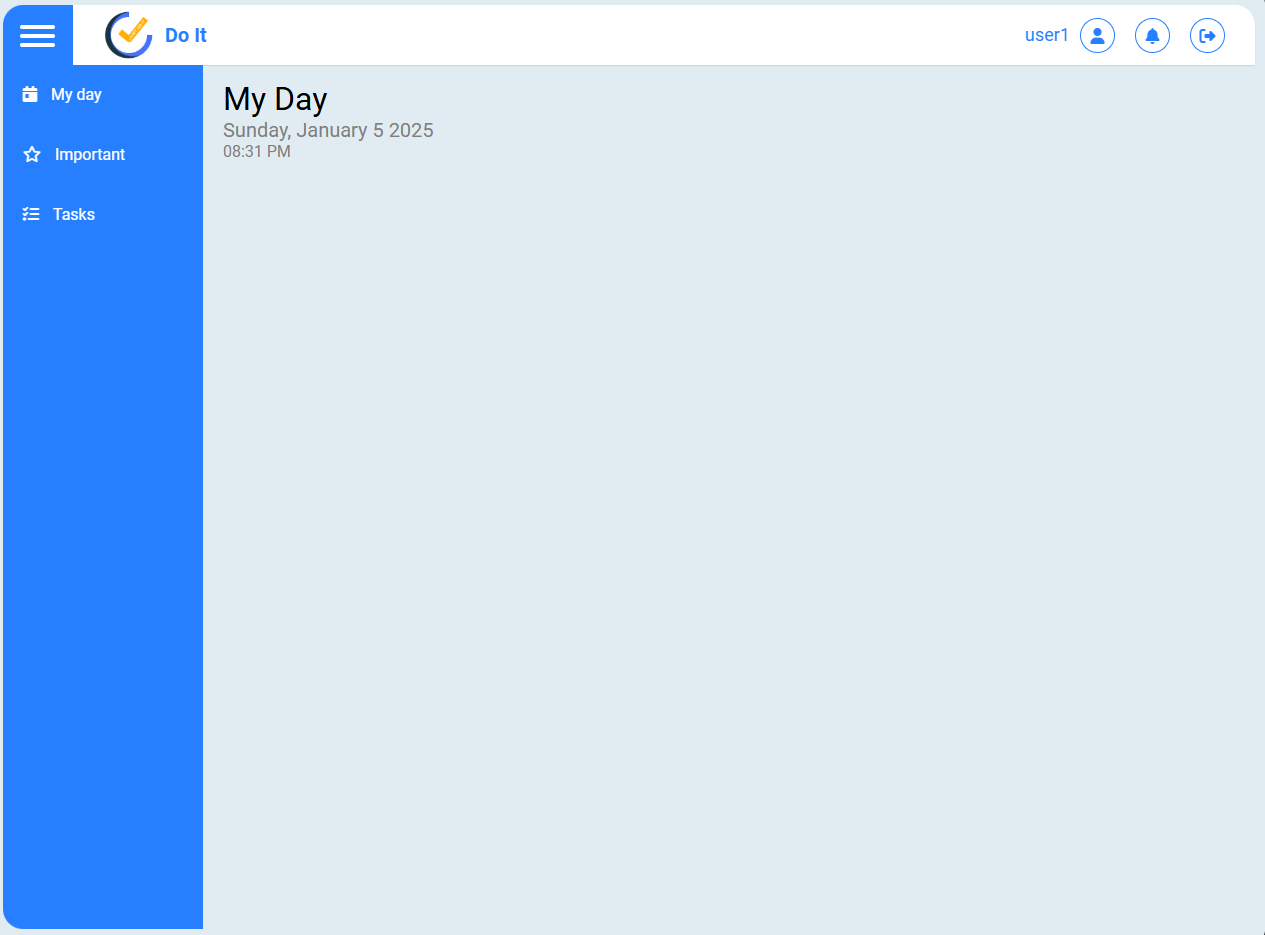 Do It
user1
My day
Important
Tasks
My Day
Sunday, January 5 2025
08:31 PM